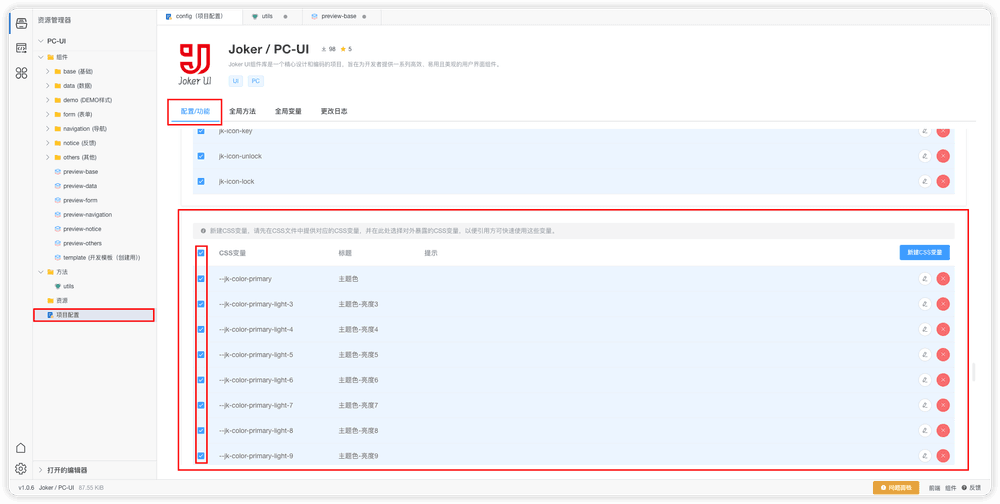 资源管理器
config（项目配置）
utils
preview-base
PC-UI
组件
base (基础)
data (数据)
demo (DEMO样式)
form (表单)
navigation (导航)
notice (反馈)
others (其他)
preview-base
preview-data
preview-form
preview-navigation
preview-notice
preview-others
template (开发模板（创建用）)
方法
utils
资源
项目配置
打开的编辑器
Joker UI
Joker / PC-UI
98
5
Joker UI组件库是一个精心设计和编码的项目，旨在为开发者提供一系列高效、易用且美观的用户界面组件。
UI
PC
配置/功能
全局方法
全局变量
更改日志
jk-icon-key
jk-icon-unlock
jk-icon-lock
新建CSS变量，请先在CSS文件中提供对应的CSS变量，并在此处选择对外暴露的CSS变量，以便引用方可快速使用这些变量。
CSS变量
标题
提示
新建CSS变量
--jk-color-primary
主题色
--jk-color-primary-light-3
主题色-亮度3
--jk-color-primary-light-4
主题色-亮度4
--jk-color-primary-light-5
主题色-亮度5
--jk-color-primary-light-6
主题色-亮度6
--jk-color-primary-light-7
主题色-亮度7
--jk-color-primary-light-8
主题色-亮度8
--jk-color-primary-light-9
主题色-亮度9
v1.0.6
Joker / PC-UI
87.55 KiB
前端
组件
反馈